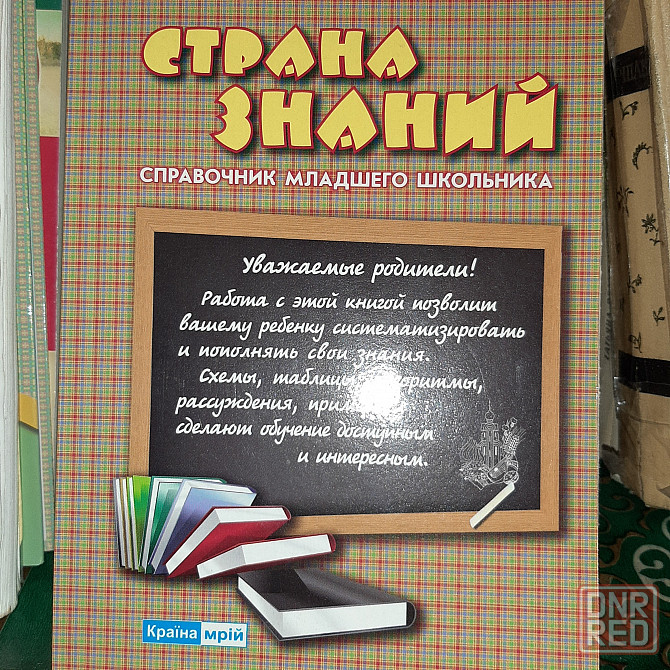 СТРАНА
ЗНАНИЙ
СПРАВОЧНИК МЛАДШЕГО ШКОЛЬНИКА
Уважаемые родители!
Работа с этой книгой позволит
вашему ребенку систематизировать
и пополнять свои знания.
Схемы, таблицы,
рассуждения,
сделают обучение доступным
и интересным.
Країна мрій
DNR
RED